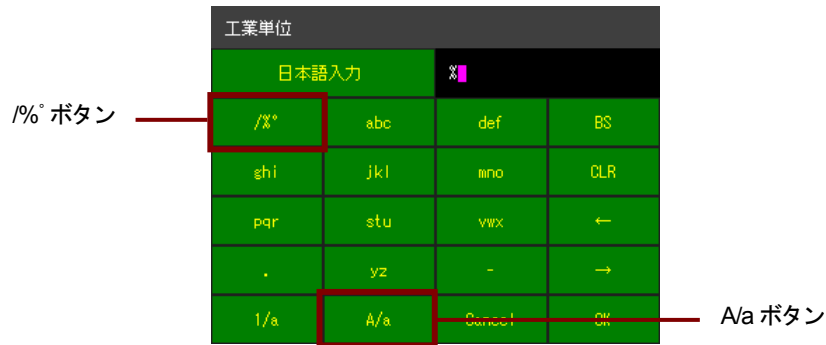 工業単位
日本語入力 %
/%° ボタン
/%° abc def BS
ghi jkl mno CLR
pqr stu vwx ←
. yz - →
1/a A/a Cancel OK
A/a ボタン